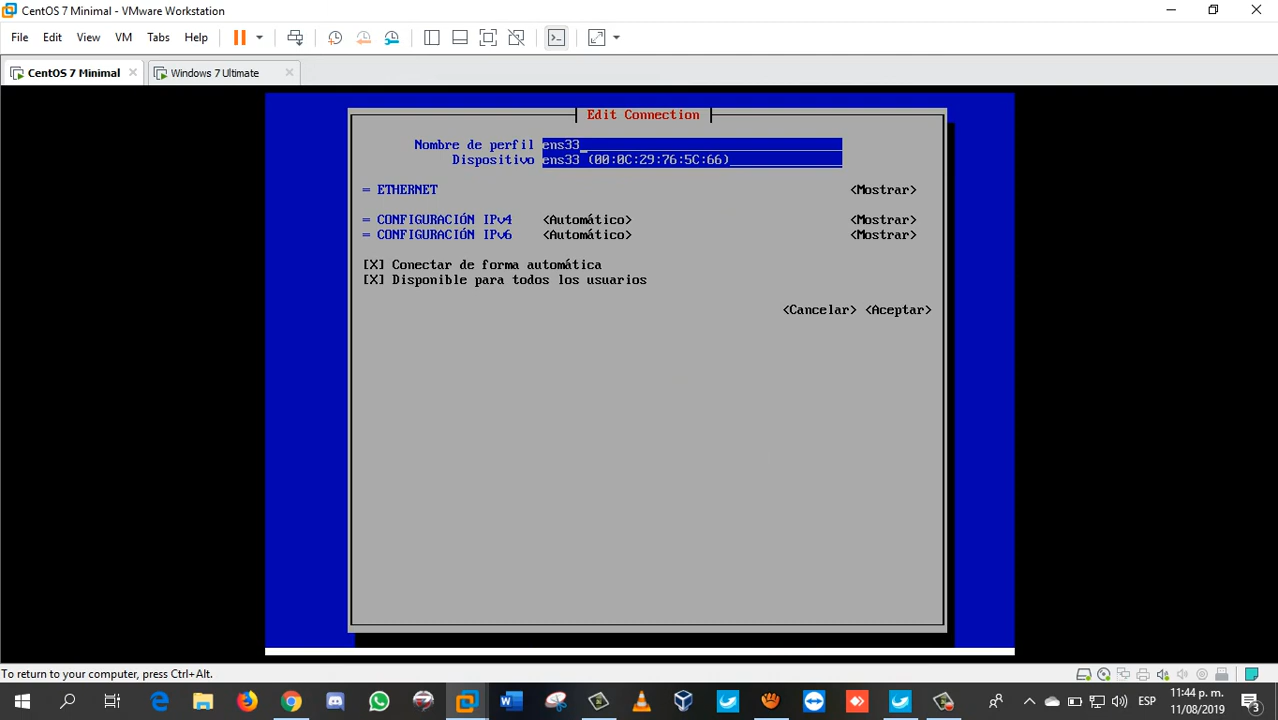 CentOS 7 Minimal - VMware Workstation
File Edit View VM Tabs Help
CentOS 7 Minimal Windows 7 Ultimate
Edit Connection
Nombre de perfil ens33
Dispositivo ens33 (00:0C:29:76:5C:66)
= ETHERNET <Mostrar>
= CONFIGURACIÓN IPv4 <Automático> <Mostrar>
= CONFIGURACIÓN IPv6 <Automático> <Mostrar>
[X] Conectar de forma automática
[X] Disponible para todos los usuarios
<Cancelar> <Aceptar>
To return to your computer, press Ctrl+Alt.
ESP
11:44 p. m.
11/08/2019
3